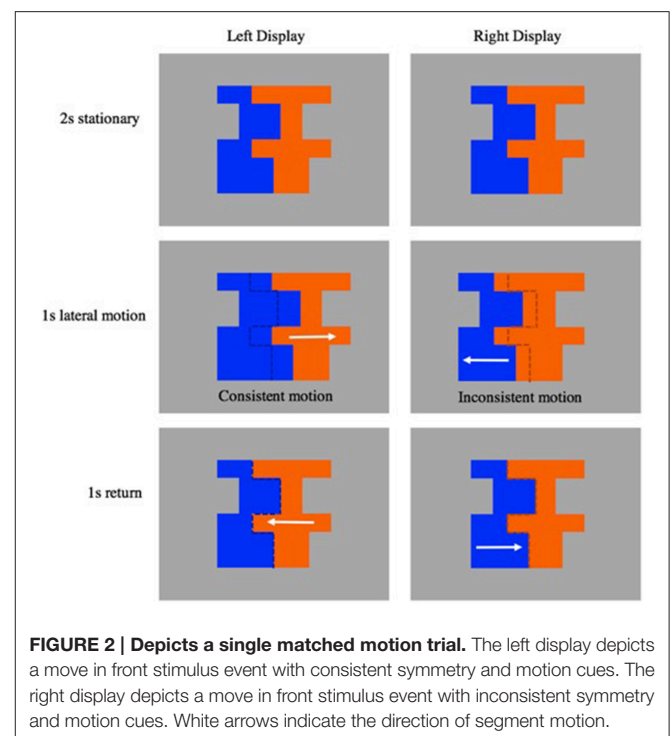 Left Display
Right Display
2s stationary
1s lateral motion
Consistent motion
Inconsistent motion
1s return
FIGURE 2 | Depicts a single matched motion trial. The left display depicts
a move in front stimulus event with consistent symmetry and motion cues. The
right display depicts a move in front stimulus event with inconsistent symmetry
and motion cues. White arrows indicate the direction of segment motion.